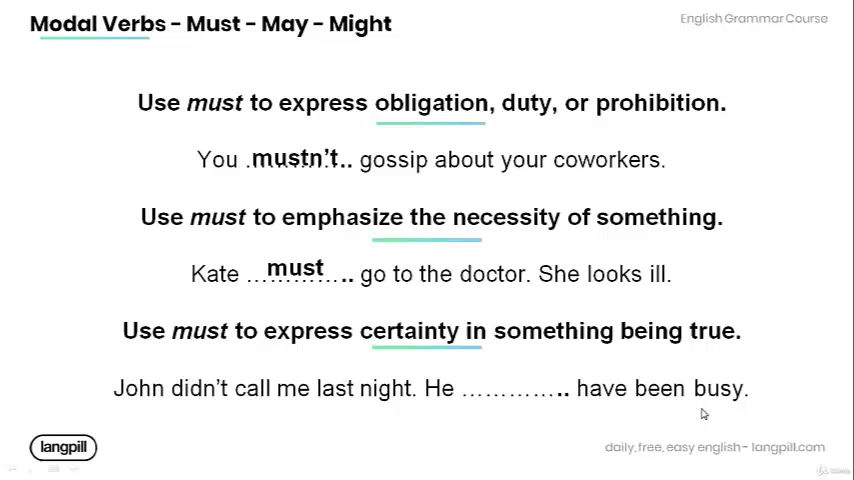 Modal Verbs - Must - May - Might
English Grammar Course
Use must to express obligation, duty, or prohibition.
You .mustn't.. gossip about your coworkers.
Use must to emphasize the necessity of something.
Kate …must….. go to the doctor. She looks ill.
Use must to express certainty in something being true.
John didn't call me last night. He ………….. have been busy.
langpill
daily, free, easy english - langpill.com